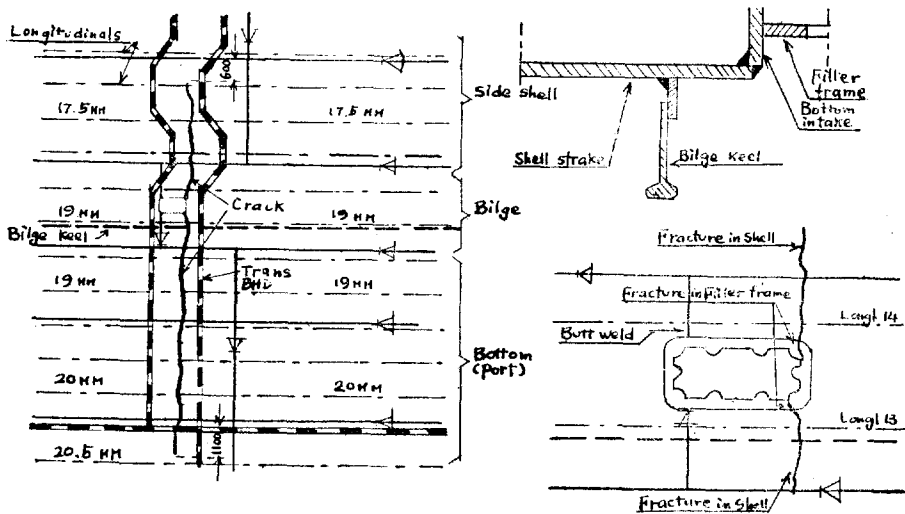 Longitudinals
600
Side shell
17.5 MM
17.5 MM
19 MM
Crack
19 MM
Bilge
Bilge keel
19 MM
Trans
BHD
19 MM
Bottom
(Port)
20 MM
20 MM
1100
20.5 MM
Filler
frame
Bottom
intake
Shell strake
Bilge keel
Fracture in Shell
Fracture in Filler frame
Longl 14
Butt weld
Longl 13
Fracture in Shell